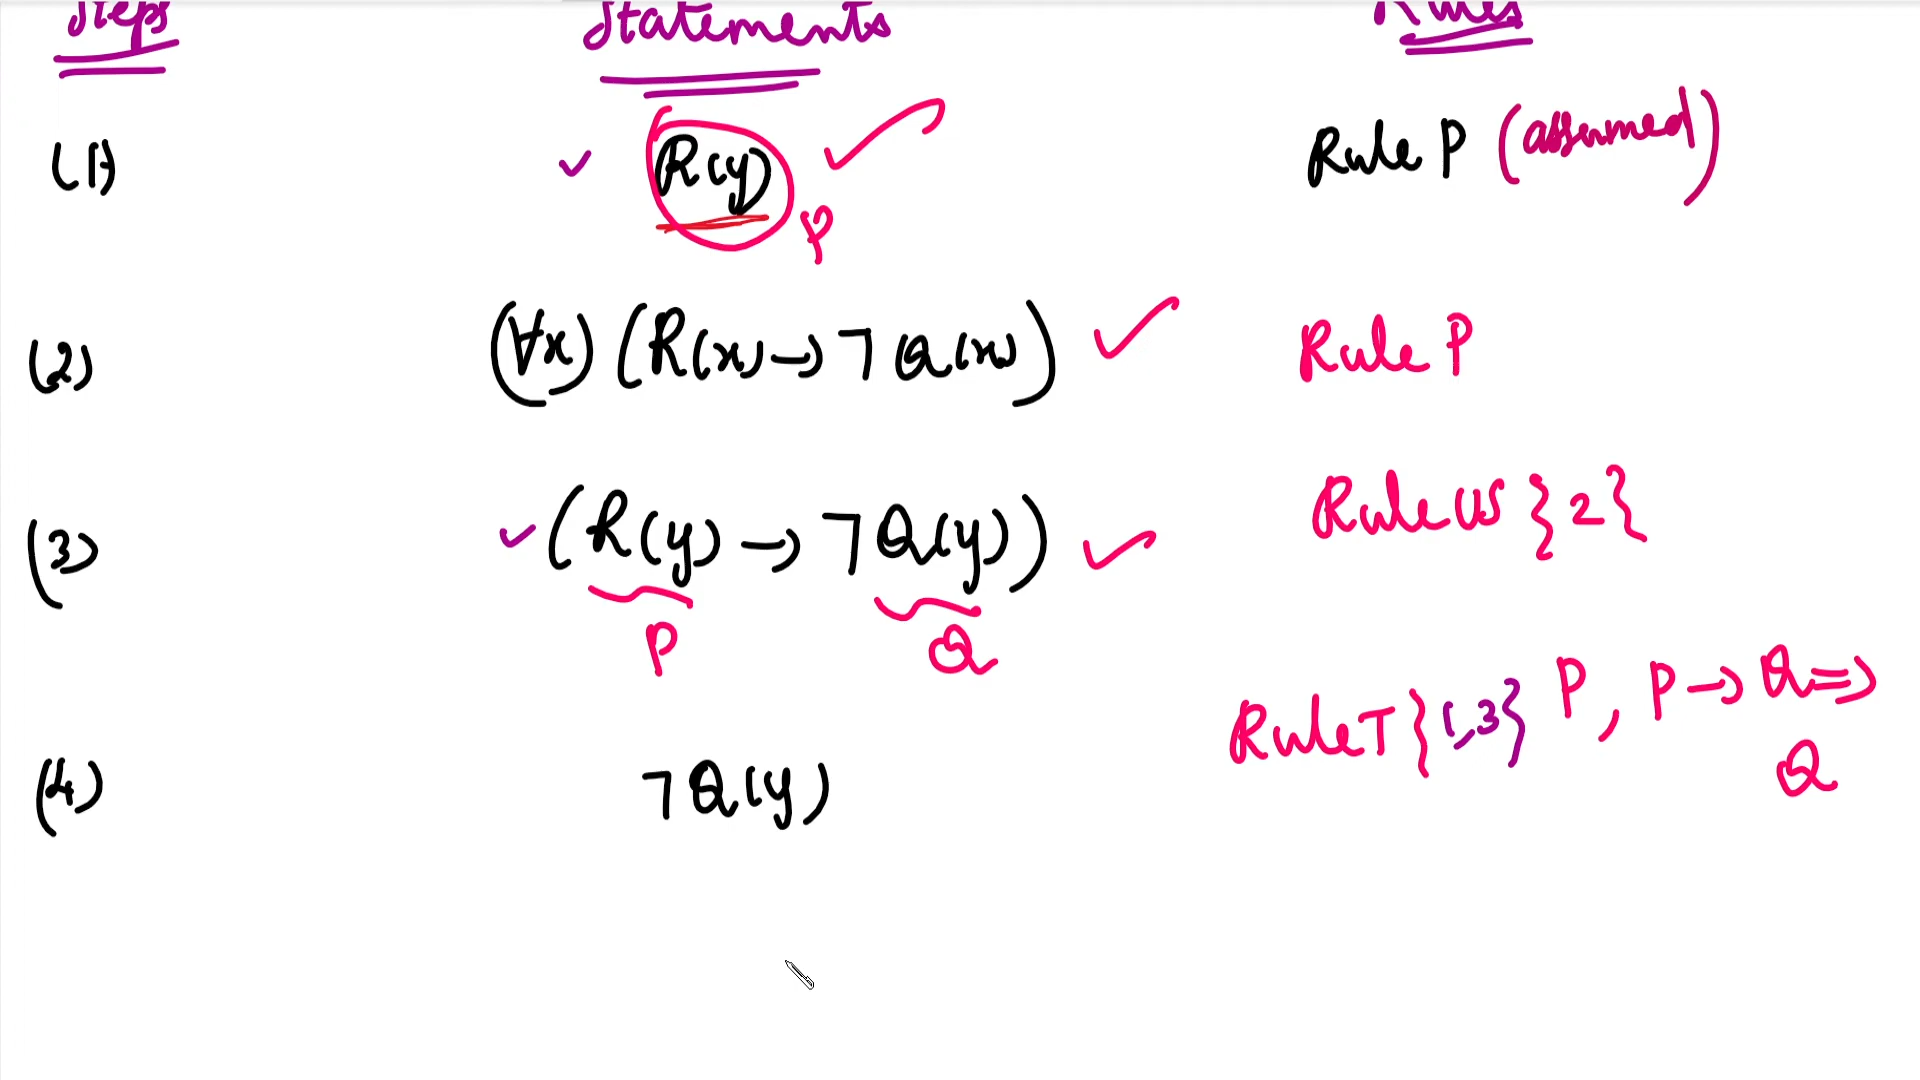 Steps Statements Rules
(1) R(y) Rule P (assumed)
P
(2) (∀x) (R(x) → ¬Q(x)) Rule P
(3) (R(y) → ¬Q(y)) Rule US {2}
P Q
(4) ¬Q(y) Rule T {1,3} P, P → Q ⇒
Q